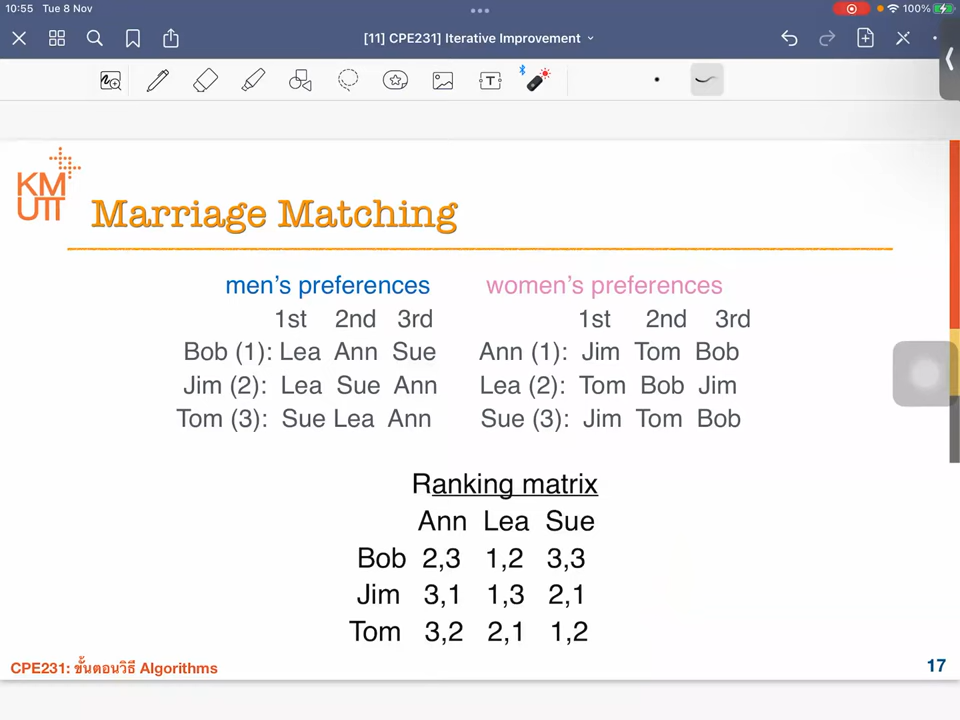 10:55 Tue 8 Nov 100%
[11] CPE231] Iterative Improvement
T
KM
UTT
Marriage Matching
men's preferences
1st 2nd 3rd
Bob (1): Lea Ann Sue
Jim (2): Lea Sue Ann
Tom (3): Sue Lea Ann
women's preferences
1st 2nd 3rd
Ann (1): Jim Tom Bob
Lea (2): Tom Bob Jim
Sue (3): Jim Tom Bob
Ranking matrix
Ann Lea Sue
Bob 2,3 1,2 3,3
Jim 3,1 1,3 2,1
Tom 3,2 2,1 1,2
CPE231: ขั้นตอนวิธี Algorithms
17